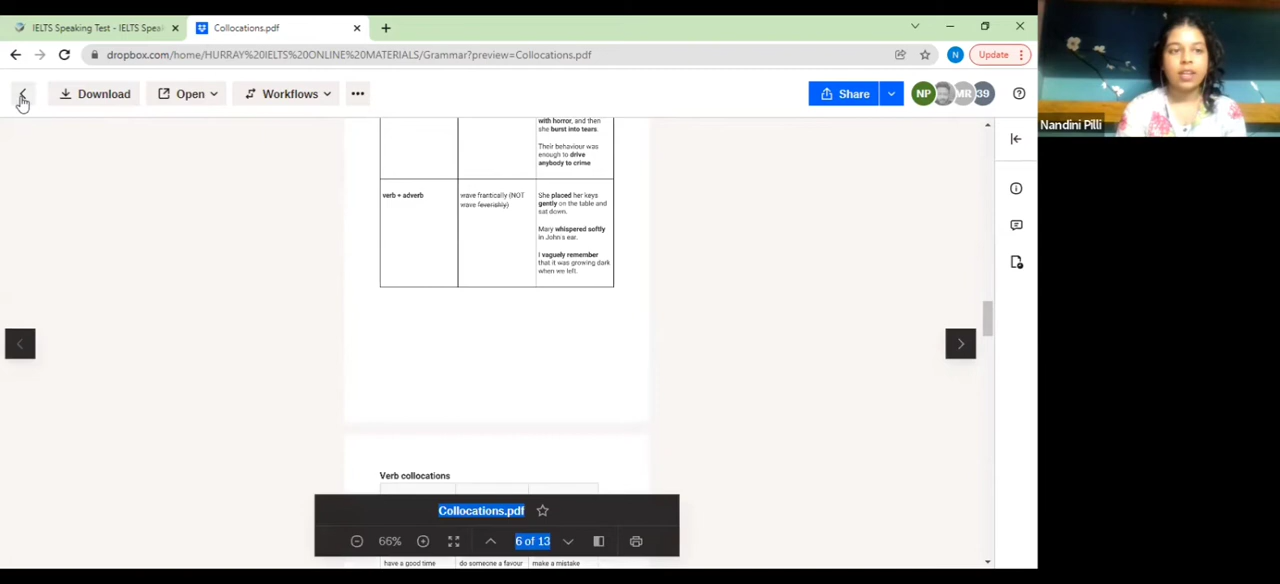 IELTS Speaking Test - IELTS Speak
Collocations.pdf
dropbox.com/home/HURRAY%20IELTS%20ONLINE%20MATERIALS/Grammar?preview=Collocations.pdf
N
Update
Download
Open
Workflows
Share
NP
MR
39
Nandini Pilli
with horror, and then
she burst into tears.
Their behaviour was
enough to drive
anybody to crime
verb + adverb
wave frantically (NOT
wave feverishly)
She placed her keys
gently on the table and
sat down.
Mary whispered softly
in John's ear.
I vaguely remember
that it was growing dark
when we left.
Verb collocations
Collocations.pdf
66%
6 of 13
have a good time
do someone a favour
make a mistake